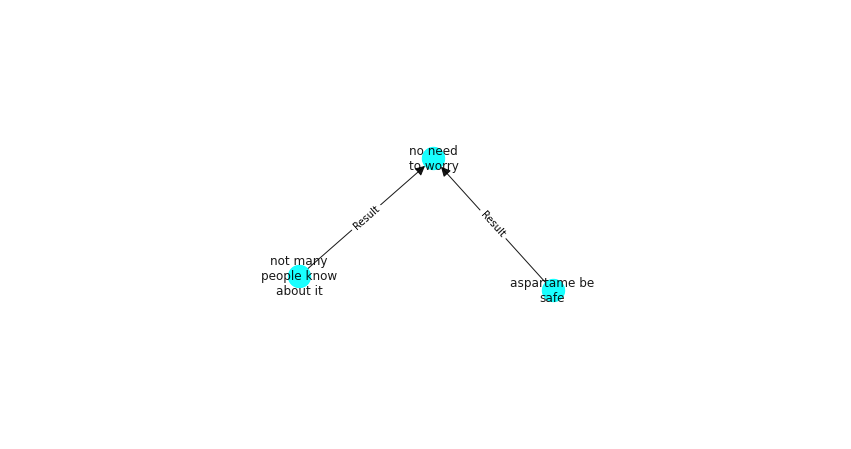 no need
to worry
Result
Result
not many
people know
about it
aspartame be
safe